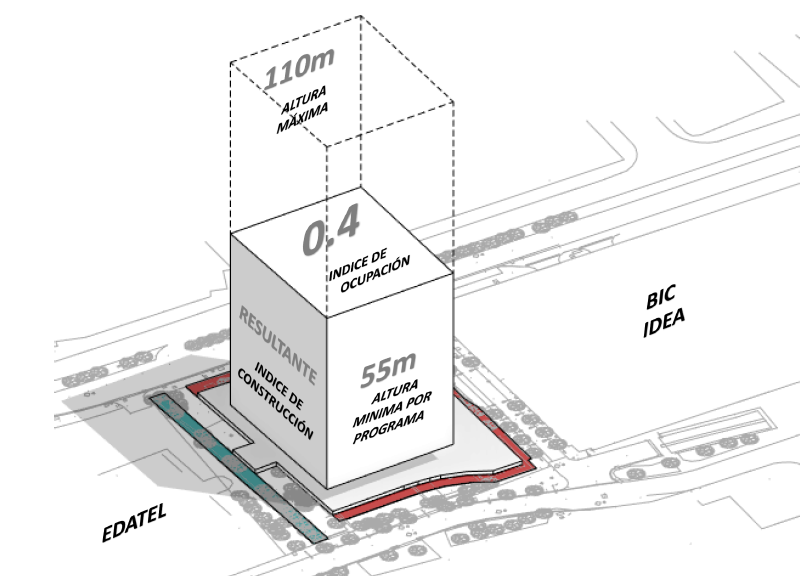 110m
ALTURA
MÁXIMA
0.4
INDICE DE
OCUPACIÓN
RESULTANTE
INDICE DE
CONSTRUCCIÓN
55m
ALTURA
MINIMA POR
PROGRAMA
BIC
IDEA
EDATEL